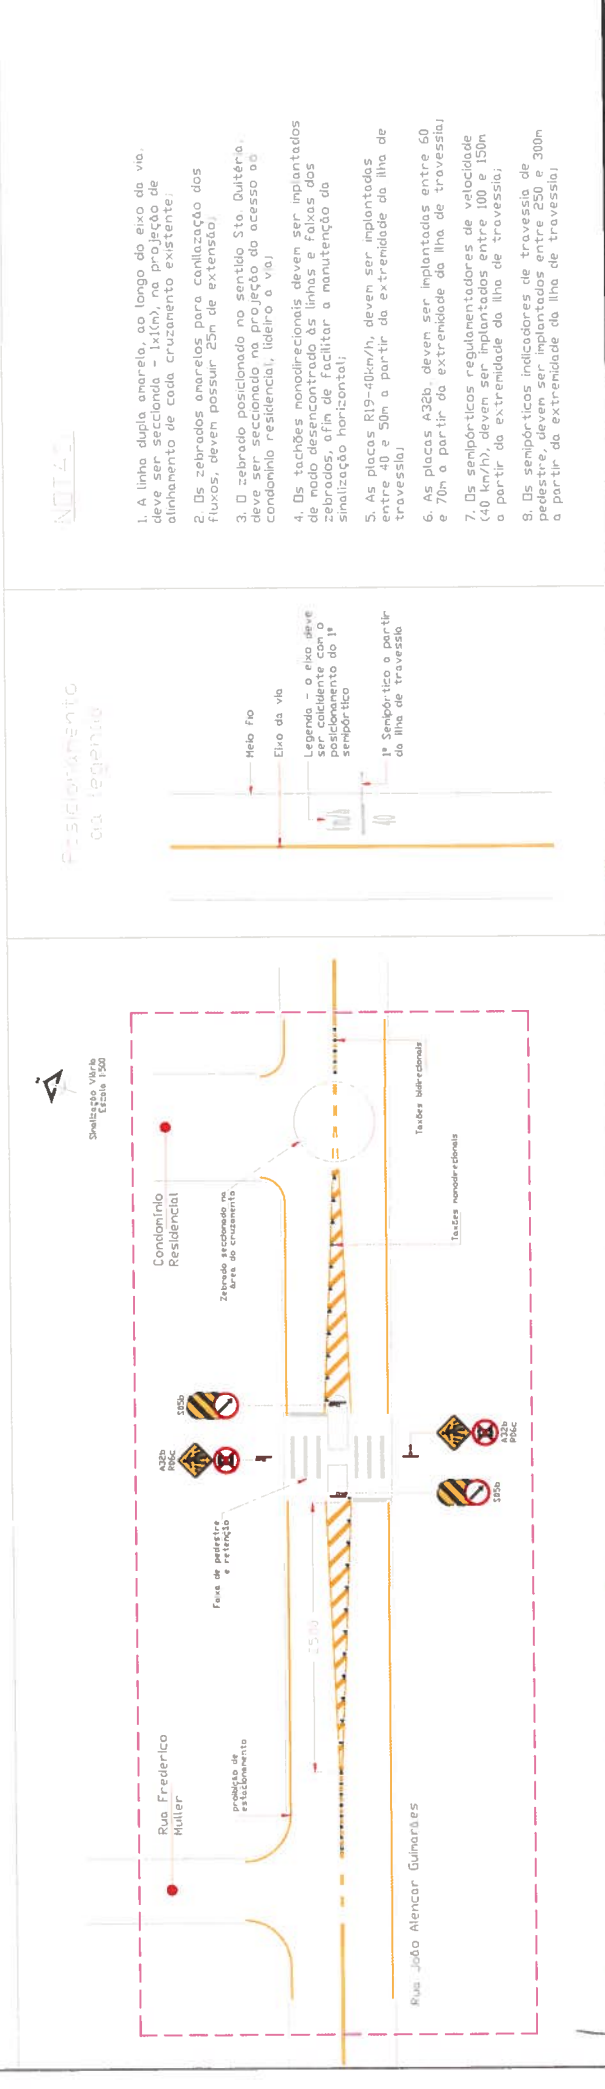 NOTAS
1. A linha dupla amarela, ao longo do eixo da via,
deve ser seccionda - 1x1(m), na projeção de
alinhamento de cada cruzamento existente;
2. Os zebrados amarelos para canllazação dos
fluxos, devem possuir 25m de extensão;
3. O zebrado posicionado no sentido Sta. Quitéria,
deve ser seccionado na projeção do acesso ao
condomínio residencial, lideiro a via;
4. Os tachões monodirecionais devem ser implantados
de modo desencontrado às linhas e faixas dos
zebrados, afim de facilitar a manutenção da
sinalização horizontal;
5. As placas R19-40km/h, devem ser implantadas
entre 40 e 50m a partir da extremidade da ilha de
travessia;
6. As placas A32b, devem ser implantadas entre 60
e 70m a partir da extremidade da ilha de travessia;
7. Os semipórticos regulamentadores de velocidade
(40 km/h), devem ser implantados entre 100 e 150m
a partir da extremidade da ilha de travessia;
8. Os semipórticos indicadores de travessia de
pedestre, devem ser implantados entre 250 e 300m
a partir da extremidade da ilha de travessia;
Posicionamento
da legenda
Meio fio
Eixo da via
Legenda - o eixo deve
ser coicidente com o
posicionamento do 1º
semipórtico
1º Semipórtico a partir
da ilha de travessia
km/h
40
Sinalização Viária
Escala 1:500
Condomínio
Residencial
Zebrado seccionado na
área do cruzamento
Taxões bidirecionais
Taxões monodirecionais
S05b
A32b
R06c
A32b
R06c
S05b
Faixa de pedestre
e retenção
2500
Rua Frederico
Muller
proibição de
estacionamento
Rua João Alencar Guimarães